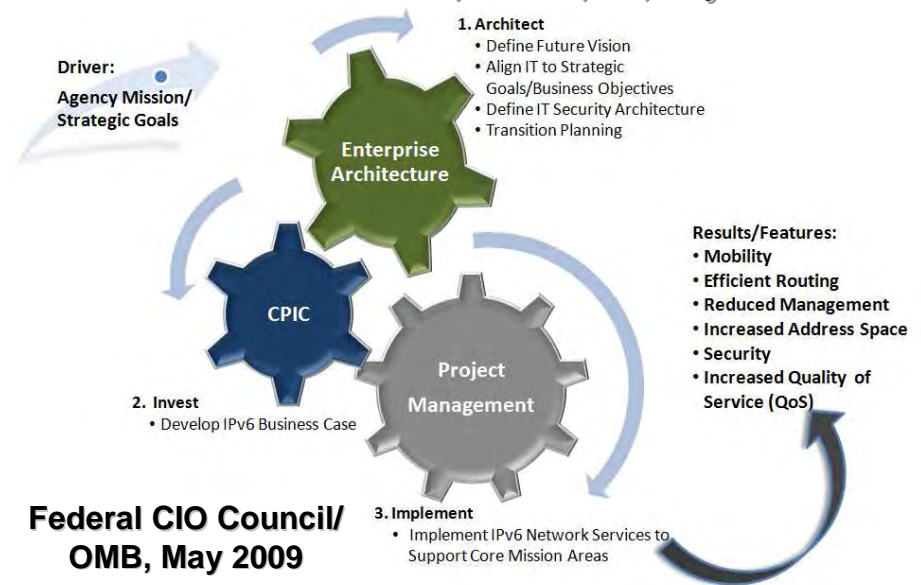 1. Architect
• Define Future Vision
• Align IT to Strategic
Goals/Business Objectives
• Define IT Security Architecture
• Transition Planning
Driver:
Agency Mission/
Strategic Goals
Enterprise
Architecture
CPIC
Project
Management
Results/Features:
• Mobility
• Efficient Routing
• Reduced Management
• Increased Address Space
• Security
• Increased Quality of
Service (QoS)
2. Invest
• Develop IPv6 Business Case
3. Implement
• Implement IPv6 Network Services to
Support Core Mission Areas
Federal CIO Council/
OMB, May 2009